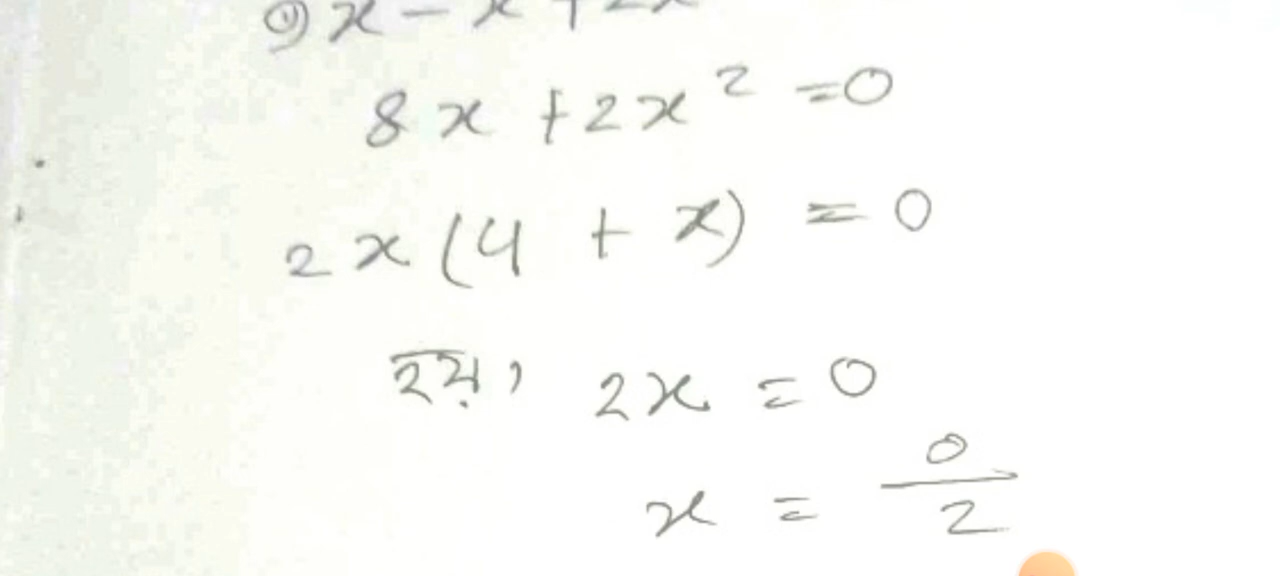 8x + 2x² = 0
2x(4 + x) = 0
হয়, 2x = 0
x = 0/2